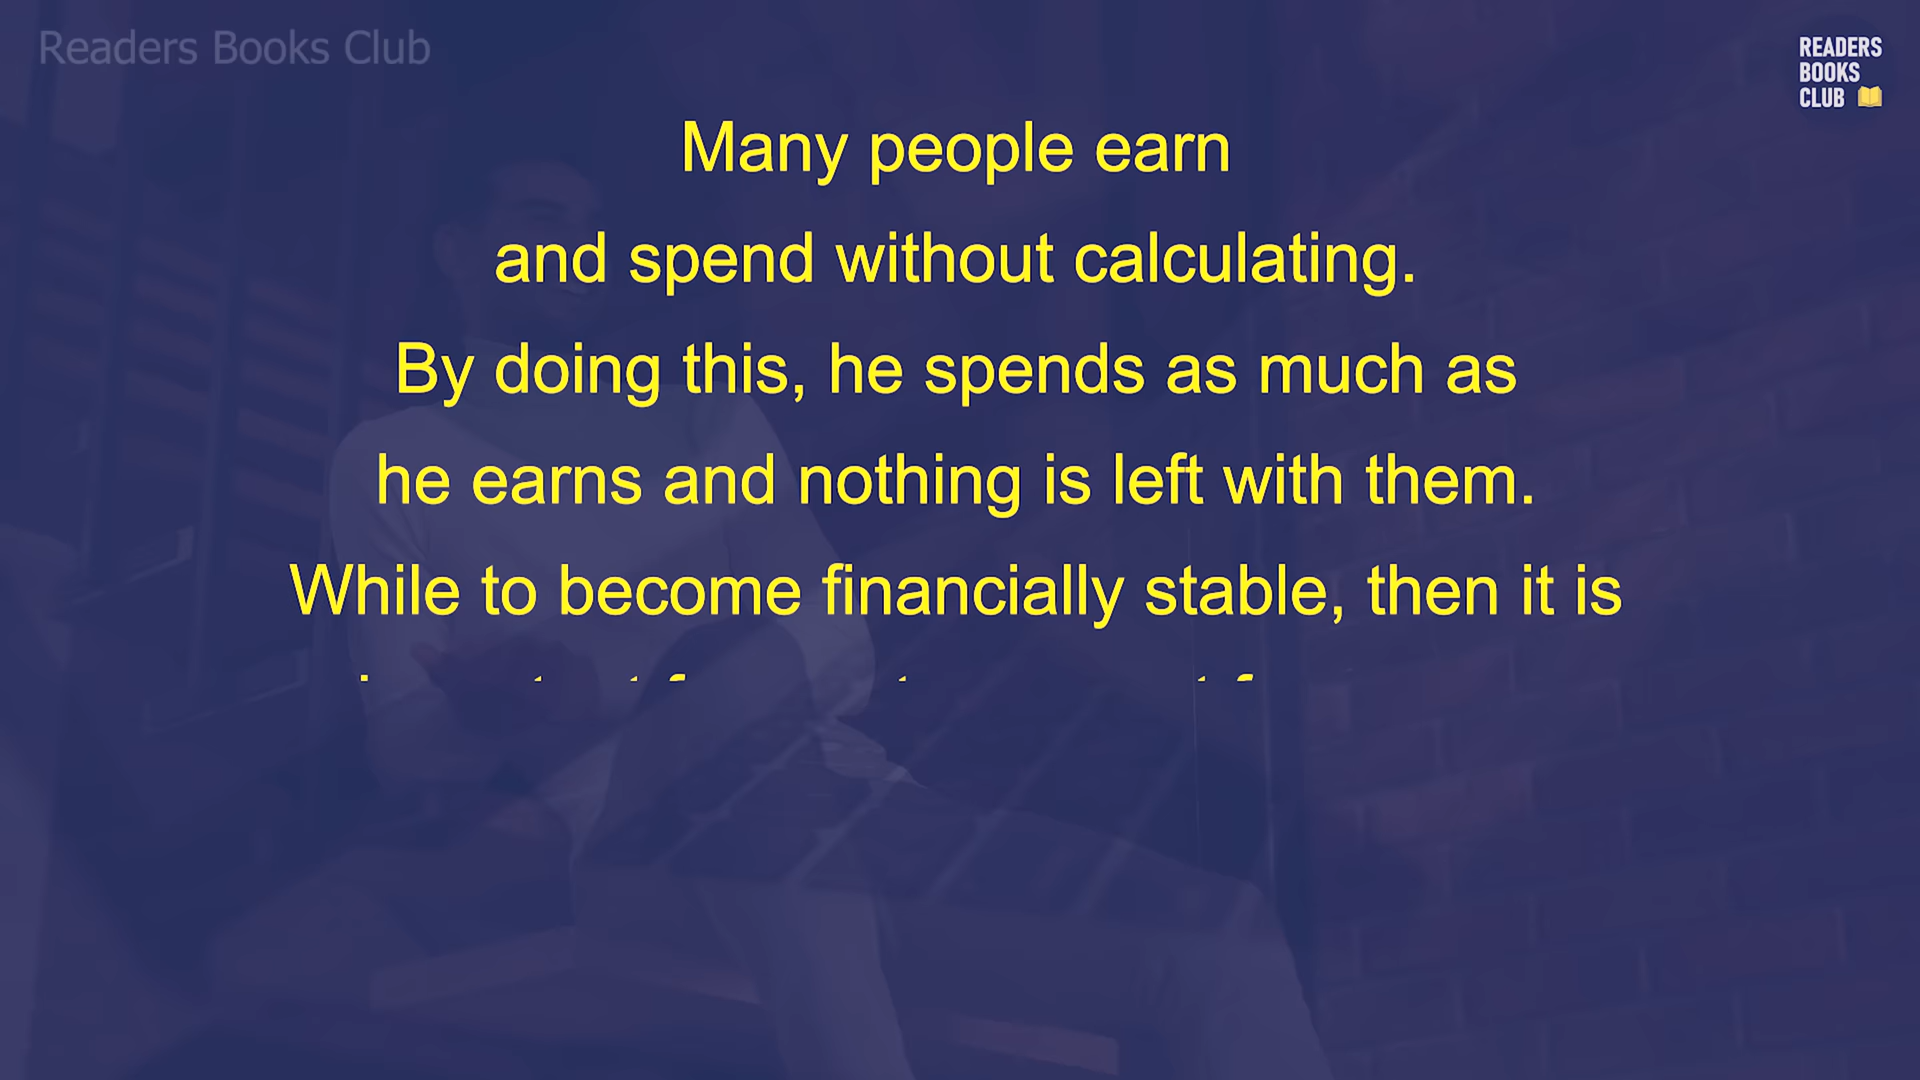 Readers Books Club
READERS
BOOKS
CLUB
Many people earn
and spend without calculating.
By doing this, he spends as much as
he earns and nothing is left with them.
While to become financially stable, then it is